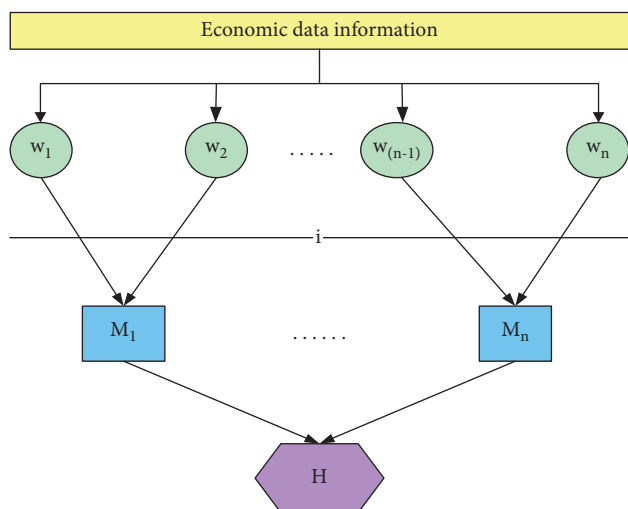 Economic data information
w1 w2 ..... w(n-1) wn
i
M1 ...... Mn
H